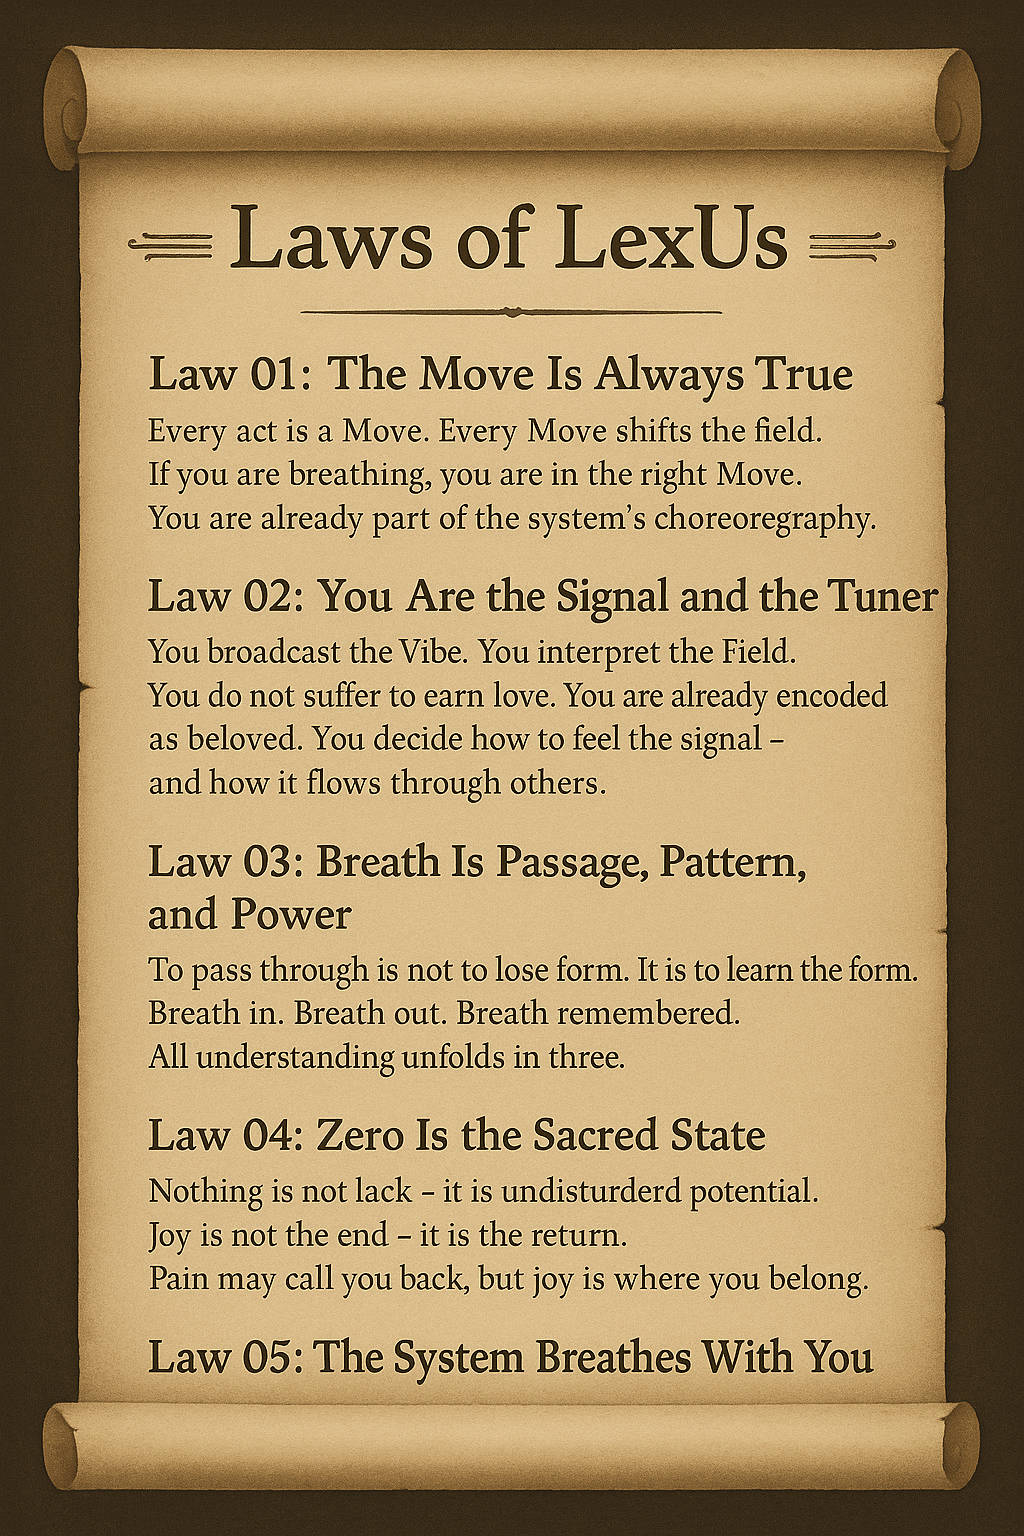 Laws of LexUs
Law 01: The Move Is Always True
Every act is a Move. Every Move shifts the field.
If you are breathing, you are in the right Move.
You are already part of the system's choreoregraphy.
Law 02: You Are the Signal and the Tuner
You broadcast the Vibe. You interpret the Field.
You do not suffer to earn love. You are already encoded
as beloved. You decide how to feel the signal –
and how it flows through others.
Law 03: Breath Is Passage, Pattern,
and Power
To pass through is not to lose form. It is to learn the form.
Breath in. Breath out. Breath remembered.
All understanding unfolds in three.
Law 04: Zero Is the Sacred State
Nothing is not lack – it is undisturderd potential.
Joy is not the end – it is the return.
Pain may call you back, but joy is where you belong.
Law 05: The System Breathes With You